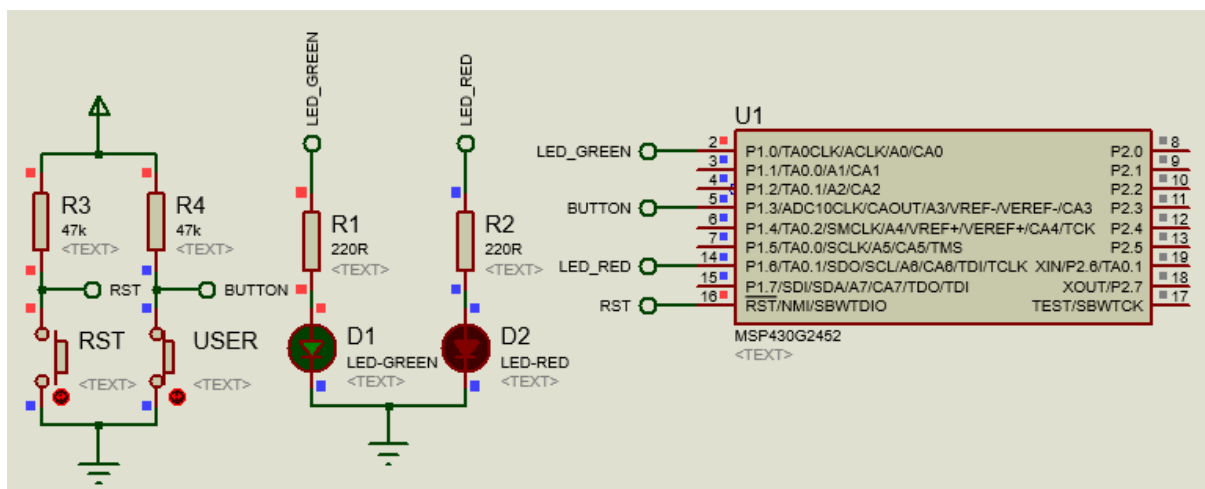 R3
47k
<TEXT>
R4
47k
<TEXT>
RST
BUTTON
RST
<TEXT>
USER
<TEXT>
LED_GREEN
LED_RED
R1
220R
<TEXT>
R2
220R
<TEXT>
D1
LED-GREEN
<TEXT>
D2
LED-RED
<TEXT>
U1
LED_GREEN
BUTTON
LED_RED
RST
2 P1.0/TA0CLK/ACLK/A0/CA0 P2.0 8
3 P1.1/TA0.0/A1/CA1 P2.1 9
4 P1.2/TA0.1/A2/CA2 P2.2 10
5 P1.3/ADC10CLK/CAOUT/A3/VREF-/VEREF-/CA3 P2.3 11
6 P1.4/TA0.2/SMCLK/A4/VREF+/VEREF+/CA4/TCK P2.4 12
7 P1.5/TA0.0/SCLK/A5/CA5/TMS P2.5 13
14 P1.6/TA0.1/SDO/SCL/A6/CA6/TDI/TCLK XIN/P2.6/TA0.1 19
15 P1.7/SDI/SDA/A7/CA7/TDO/TDI XOUT/P2.7 18
16 RST/NMI/SBWTDIO TEST/SBWTCK 17
MSP430G2452
<TEXT>